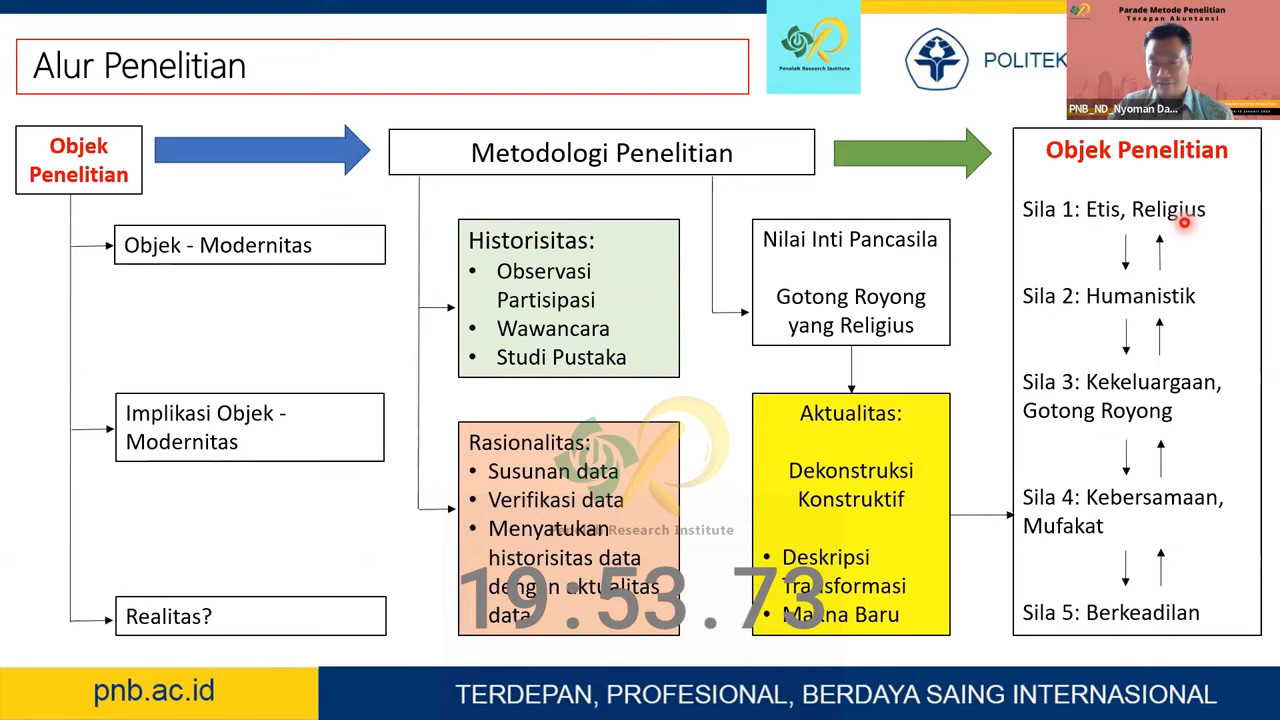 Alur Penelitian
Peneleh Research Institute
POLITEK
Parade Metode Penelitian
Terapan Akuntansi
PNB_ND_Nyoman Da...
Objek
Penelitian
Metodologi Penelitian
Objek Penelitian
Objek - Modernitas
Implikasi Objek -
Modernitas
Realitas?
Historisitas:
• Observasi
Partisipasi
• Wawancara
• Studi Pustaka
Rasionalitas:
• Susunan data
• Verifikasi data
• Menyatukan
historisitas data
dengan aktualitas
data
Nilai Inti Pancasila
Gotong Royong
yang Religius
Aktualitas:
Dekonstruksi
Konstruktif
• Deskripsi
Transformasi
• Makna Baru
Sila 1: Etis, Religius
Sila 2: Humanistik
Sila 3: Kekeluargaan,
Gotong Royong
Sila 4: Kebersamaan,
Mufakat
Sila 5: Berkeadilan
Peneleh Research Institute
19:53.73
pnb.ac.id
TERDEPAN, PROFESIONAL, BERDAYA SAING INTERNASIONAL